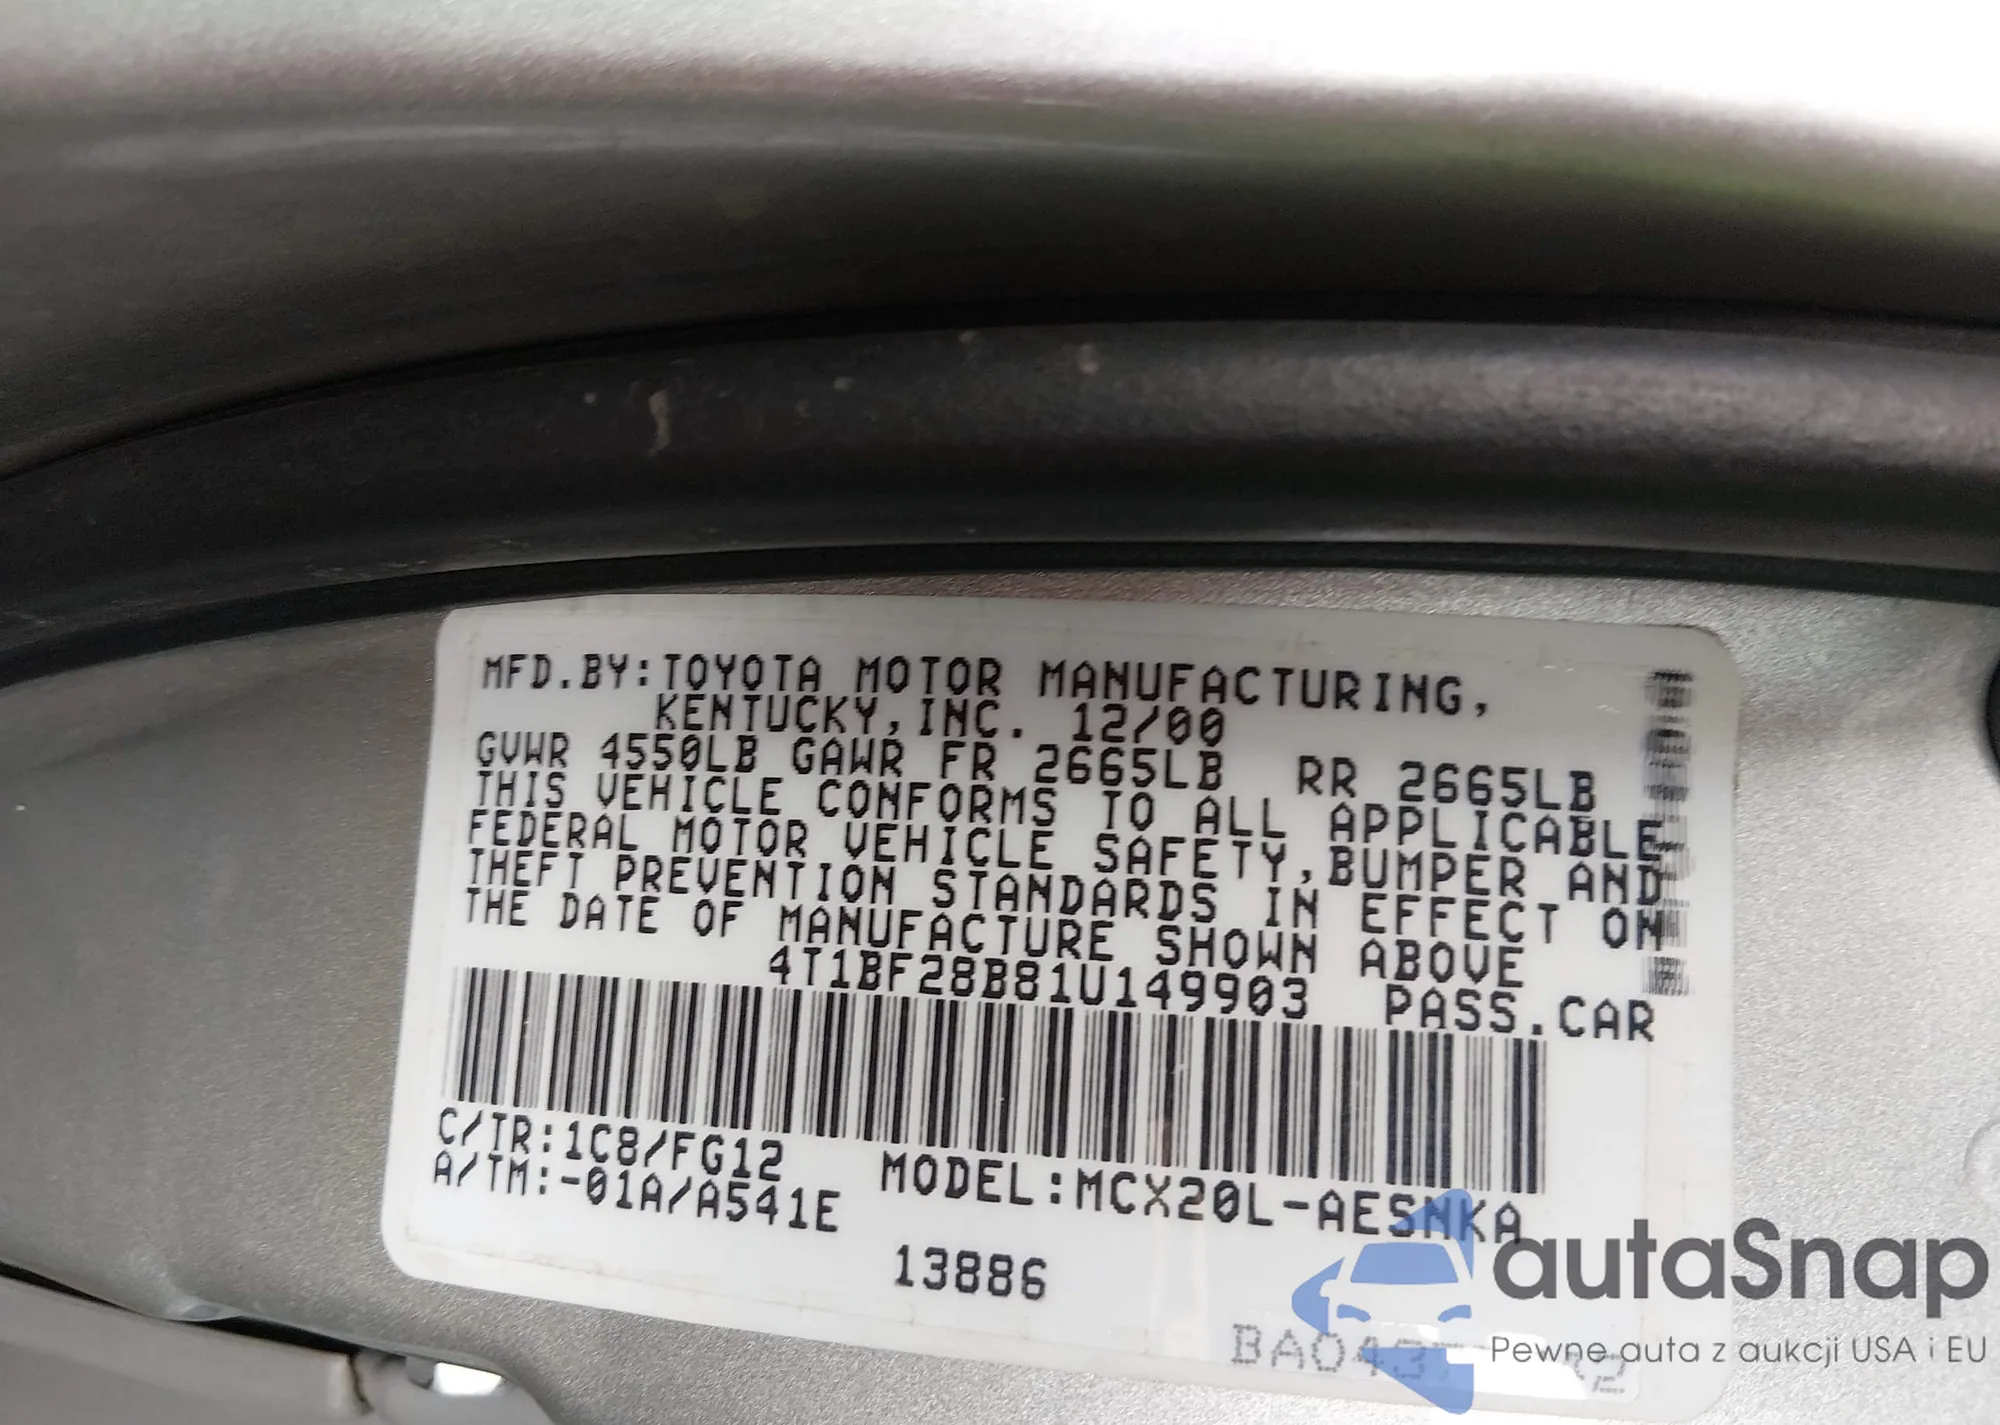 MFD.BY:TOYOTA MOTOR MANUFACTURING,
KENTUCKY,INC. 12/00
GVWR 4550LB GAWR FR 2665LB RR 2665LB
THIS VEHICLE CONFORMS TO ALL APPLICABLE
FEDERAL MOTOR VEHICLE SAFETY,BUMPER AND
THEFT PREVENTION STANDARDS IN EFFECT ON
THE DATE OF MANUFACTURE SHOWN ABOVE
4T1BF28B81U149903 PASS.CAR
C/TR:1C8/FG12
A/TM:-01A/A541E
MODEL:MCX20L-AESNKA
13886
autaSnap
Pewne auta z aukcji USA i EU